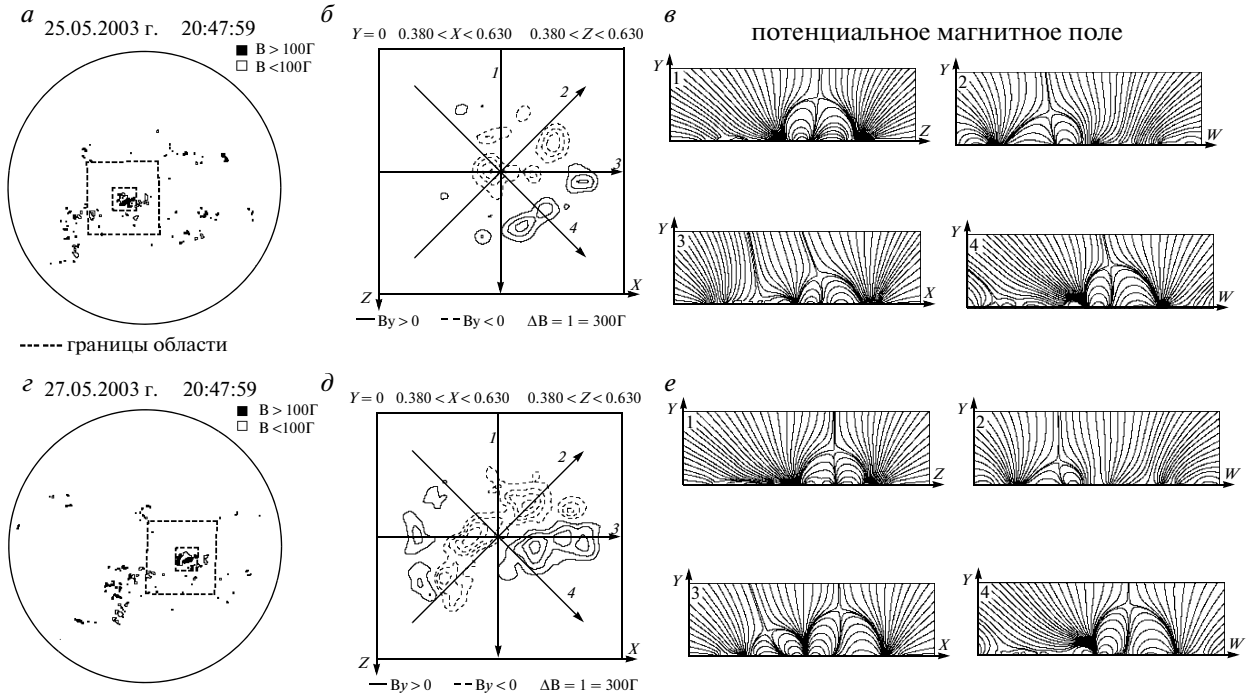 а
25.05.2003 г. 20:47:59
B > 100Г
B <100Г
границы области
б
Y = 0 0.380 < X < 0.630 0.380 < Z < 0.630
1
2
3
4
Z
X
By > 0 By < 0 ΔB = 1 = 300Г
в
потенциальное магнитное поле
Y
1
Z
Y
2
W
Y
3
X
Y
4
W
г
27.05.2003 г. 20:47:59
B > 100Г
B <100Г
д
Y = 0 0.380 < X < 0.630 0.380 < Z < 0.630
1
2
3
4
Z
X
By > 0 By < 0 ΔB = 1 = 300Г
е
Y
1
Z
Y
2
W
Y
3
X
Y
4
W